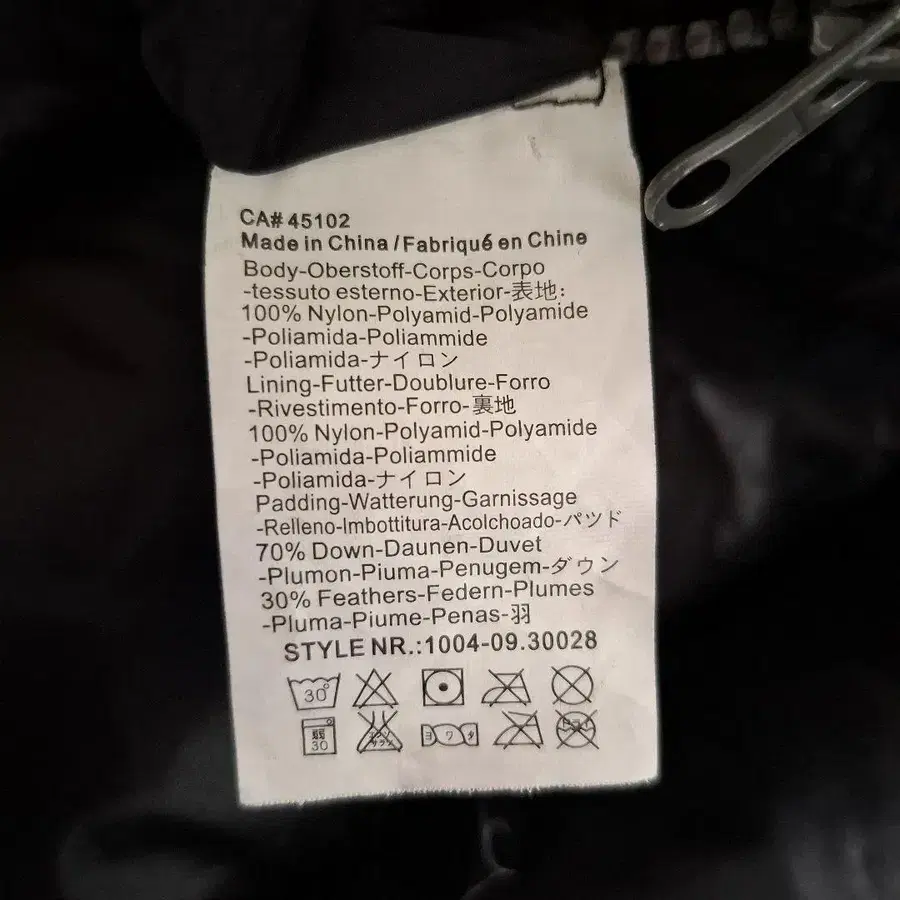 CA# 45102
Made in China/Fabriqué en Chine
Body-Oberstoff-Corps-Corpo
-tessuto esterno-Exterior-表地:
100% Nylon-Polyamid-Polyamide
-Poliamida-Poliammide
-Poliamida-ナイロン
Lining-Futter-Doublure-Forro
-Rivestimento-Forro-裏地
100% Nylon-Polyamid-Polyamide
-Poliamida-Poliammide
-Poliamida-ナイロン
Padding-Watterung-Garnissage
-Relleno-Imbottitura-Acolchoado-パッド
70% Down-Daunen-Duvet
-Plumon-Piuma-Penugem-ダウン
30% Feathers-Federn-Plumes
-Pluma-Piume-Penas-羽
STYLE NR.:1004-09.30028
30°
弱 30 ヨワク